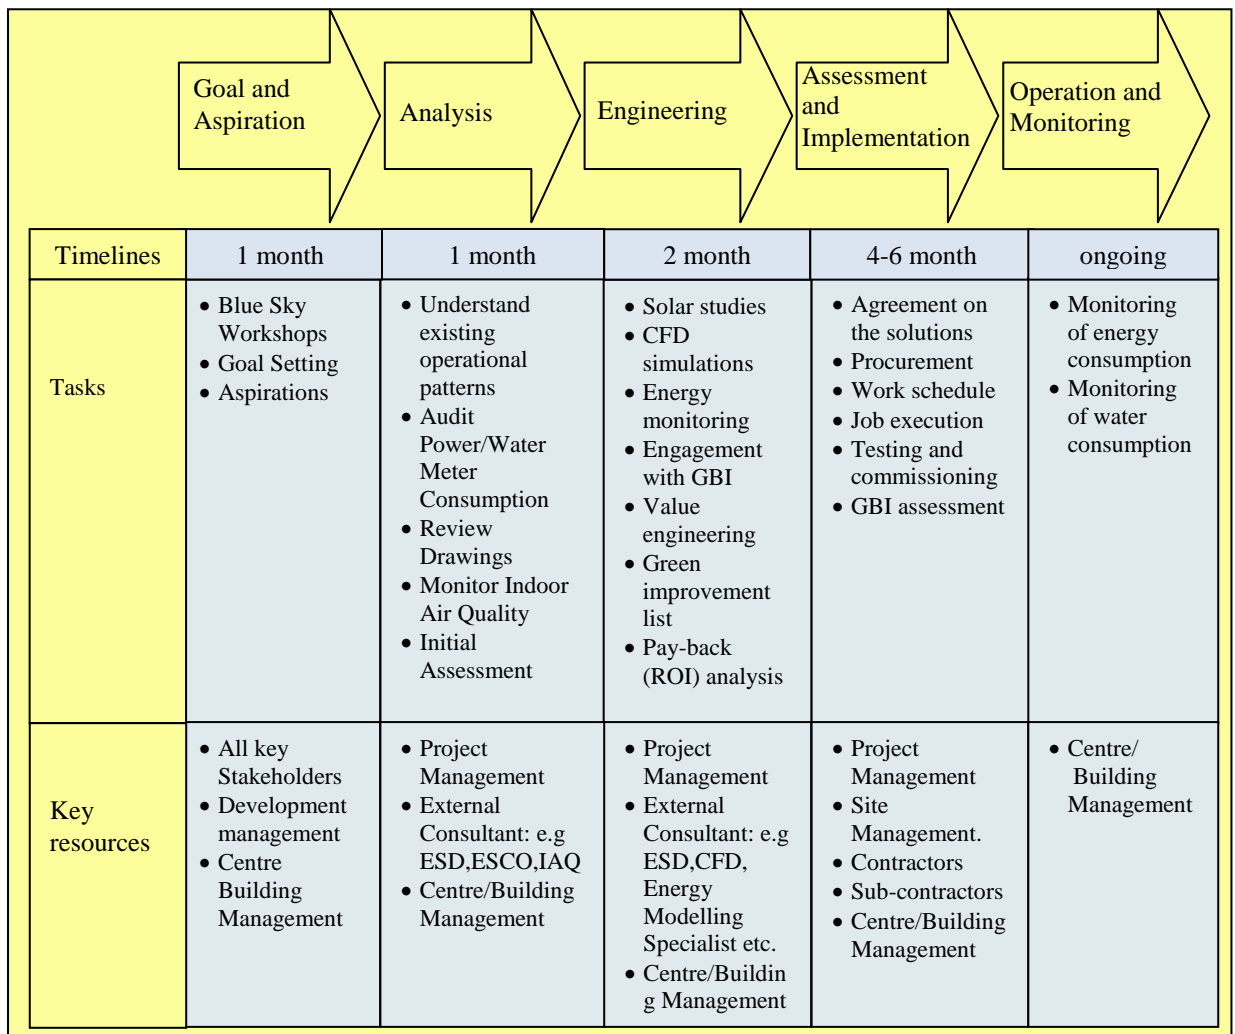 Goal and
Aspiration
Analysis
Engineering
Assessment
and
Implementation
Operation and
Monitoring
Timelines
1 month
1 month
2 month
4-6 month
ongoing
Tasks
• Blue Sky
Workshops
• Goal Setting
• Aspirations
• Understand
existing
operational
patterns
• Audit
Power/Water
Meter
Consumption
• Review
Drawings
• Monitor Indoor
Air Quality
• Initial
Assessment
• Solar studies
• CFD
simulations
• Energy
monitoring
• Engagement
with GBI
• Value
engineering
• Green
improvement
list
• Pay-back
(ROI) analysis
• Agreement on
the solutions
• Procurement
• Work schedule
• Job execution
• Testing and
commissioning
• GBI assessment
• Monitoring
of energy
consumption
• Monitoring
of water
consumption
Key
resources
• All key
Stakeholders
• Development
management
• Centre
Building
Management
• Project
Management
• External
Consultant: e.g
ESD,ESCO,IAQ
• Centre/Building
Management
• Project
Management
• External
Consultant: e.g
ESD,CFD,
Energy
Modelling
Specialist etc.
• Centre/Buildin
g Management
• Project
Management
• Site
Management.
• Contractors
• Sub-contractors
• Centre/Building
Management
• Centre/
Building
Management